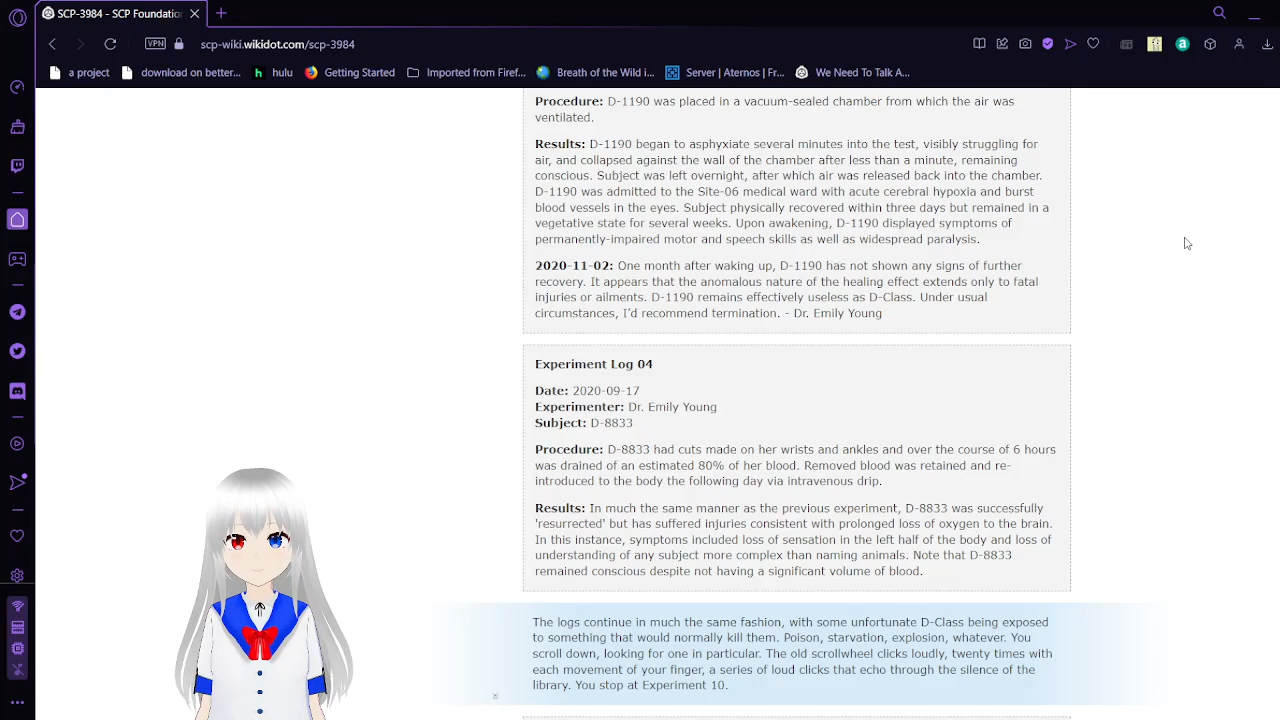 SCP-3984 - SCP Foundation
VPN
scp-wiki.wikidot.com/scp-3984
a project
download on better...
hulu
Getting Started
Imported from Firef...
Breath of the Wild i...
Server | Aternos | Fr...
We Need To Talk A...
Procedure: D-1190 was placed in a vacuum-sealed chamber from which the air was
ventilated.
Results: D-1190 began to asphyxiate several minutes into the test, visibly struggling for
air, and collapsed against the wall of the chamber after less than a minute, remaining
conscious. Subject was left overnight, after which air was released back into the chamber.
D-1190 was admitted to the Site-06 medical ward with acute cerebral hypoxia and burst
blood vessels in the eyes. Subject physically recovered within three days but remained in a
vegetative state for several weeks. Upon awakening, D-1190 displayed symptoms of
permanently-impaired motor and speech skills as well as widespread paralysis.
2020-11-02: One month after waking up, D-1190 has not shown any signs of further
recovery. It appears that the anomalous nature of the healing effect extends only to fatal
injuries or ailments. D-1190 remains effectively useless as D-Class. Under usual
circumstances, I'd recommend termination. - Dr. Emily Young
Experiment Log 04
Date: 2020-09-17
Experimenter: Dr. Emily Young
Subject: D-8833
Procedure: D-8833 had cuts made on her wrists and ankles and over the course of 6 hours
was drained of an estimated 80% of her blood. Removed blood was retained and re-
introduced to the body the following day via intravenous drip.
Results: In much the same manner as the previous experiment, D-8833 was successfully
'resurrected' but has suffered injuries consistent with prolonged loss of oxygen to the brain.
In this instance, symptoms included loss of sensation in the left half of the body and loss of
understanding of any subject more complex than naming animals. Note that D-8833
remained conscious despite not having a significant volume of blood.
The logs continue in much the same fashion, with some unfortunate D-Class being exposed
to something that would normally kill them. Poison, starvation, explosion, whatever. You
scroll down, looking for one in particular. The old scrollwheel clicks loudly, twenty times with
each movement of your finger, a series of loud clicks that echo through the silence of the
library. You stop at Experiment 10.